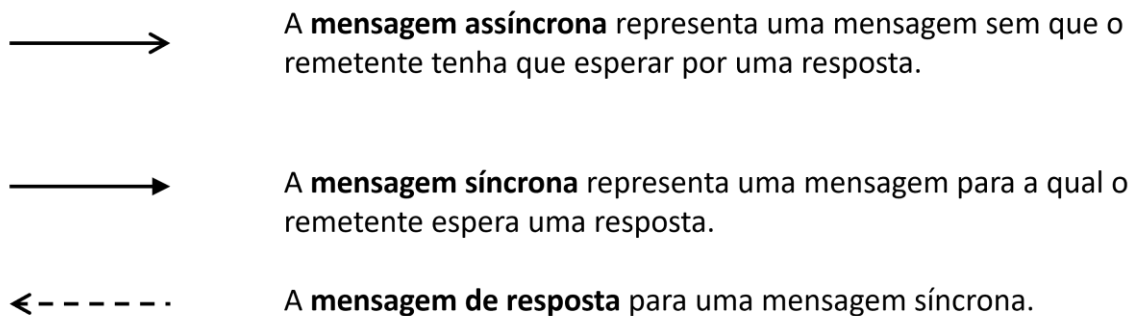 A mensagem assíncrona representa uma mensagem sem que o
remetente tenha que esperar por uma resposta.
A mensagem síncrona representa uma mensagem para a qual o
remetente espera uma resposta.
A mensagem de resposta para uma mensagem síncrona.